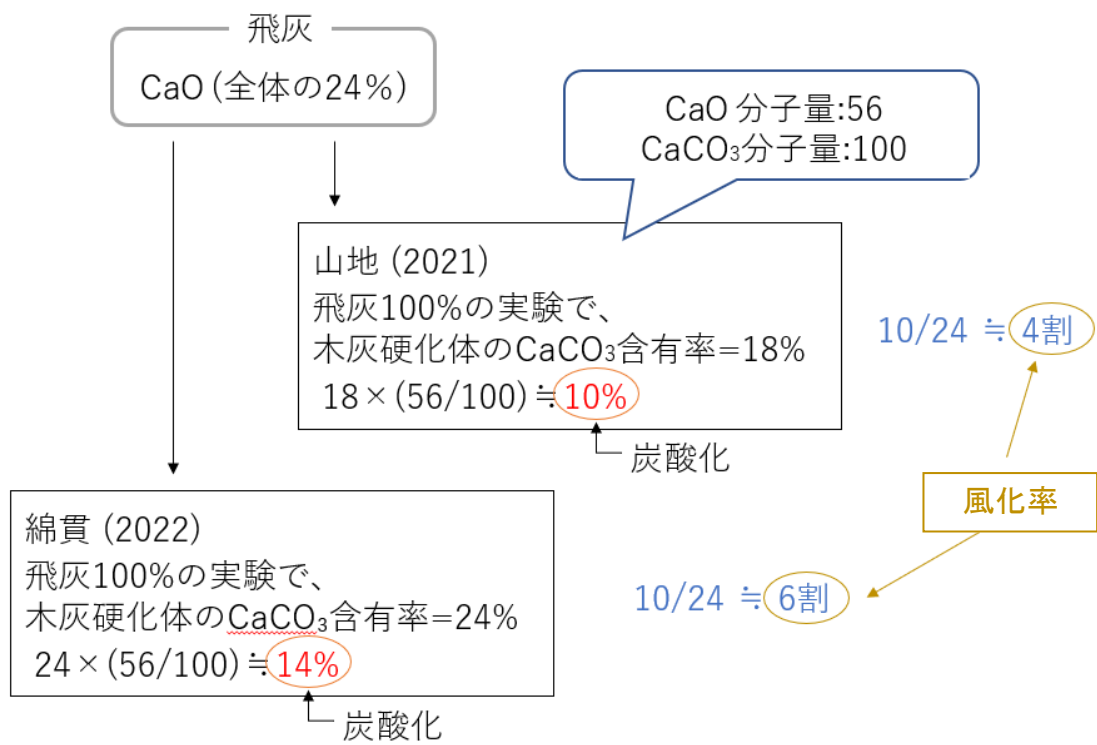 飛灰
CaO (全体の24%)
CaO 分子量:56
CaCO₃分子量:100
山地 (2021)
飛灰100%の実験で、
木灰硬化体のCaCO₃含有率=18%
18×(56/100)≒10%
炭酸化
10/24 ≒ 4割
風化率
綿貫 (2022)
飛灰100%の実験で、
木灰硬化体のCaCO₃含有率=24%
24×(56/100)≒14%
炭酸化
10/24 ≒ 6割